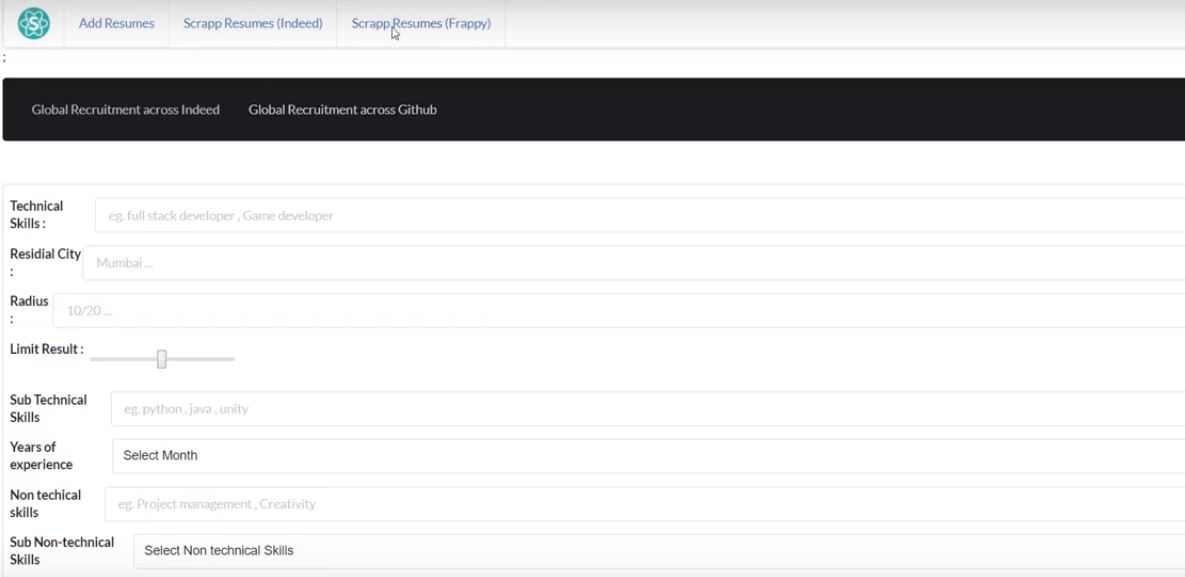 Add Resumes Scrapp Resumes (Indeed) Scrapp Resumes (Frappy)
:
Global Recruitment across Indeed Global Recruitment across Github
Technical
Skills :
eg. full stack developer , Game developer
Residial City
:
Mumbai ...
Radius
:
10/20 ...
Limit Result :
Sub Technical
Skills
eg. python , java , unity
Years of
experience
Select Month
Non techical
skills
eg. Project management , Creativity
Sub Non-technical
Skills
Select Non technical Skills